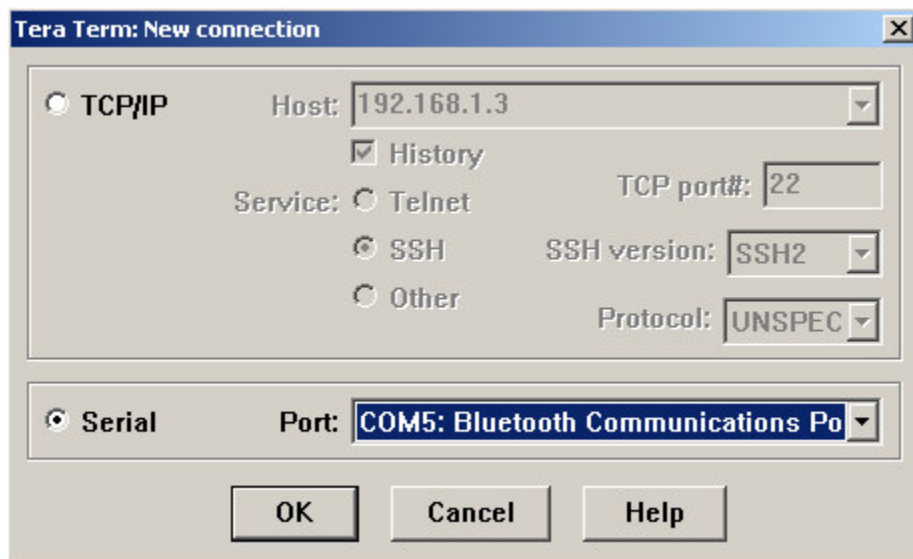 Tera Term: New connection
TCP/IP
Host: 192.168.1.3
History
Service: Telnet
TCP port#: 22
SSH
SSH version: SSH2
Other
Protocol: UNSPEC
Serial
Port: COM5: Bluetooth Communications Po
OK
Cancel
Help